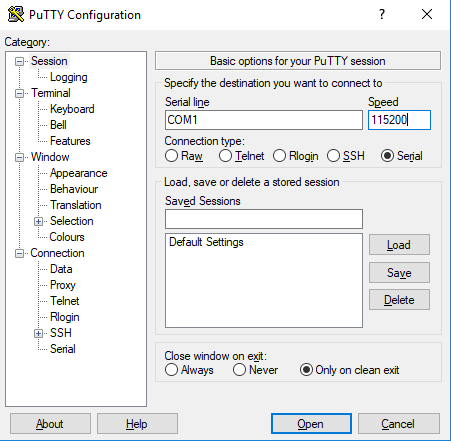 PuTTY Configuration
?
Category:
Session
Logging
Terminal
Keyboard
Bell
Features
Window
Appearance
Behaviour
Translation
Selection
Colours
Connection
Data
Proxy
Telnet
Rlogin
SSH
Serial
Basic options for your PuTTY session
Specify the destination you want to connect to
Serial line Speed
COM1 115200
Connection type:
Raw Telnet Rlogin SSH Serial
Load, save or delete a stored session
Saved Sessions
Default Settings
Load
Save
Delete
Close window on exit:
Always Never Only on clean exit
About Help Open Cancel